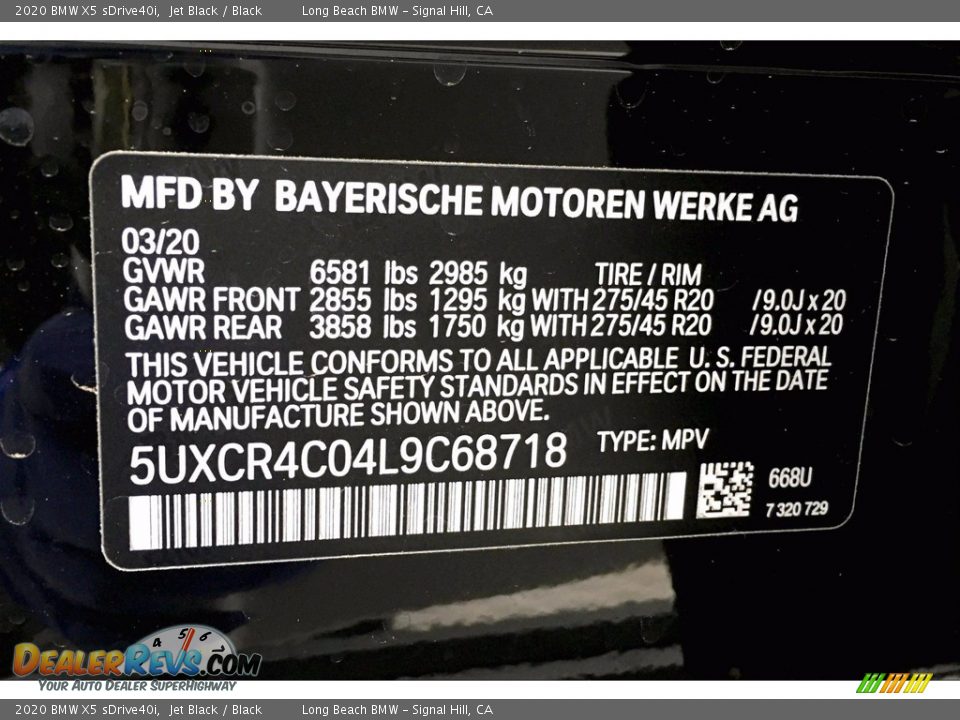 2020 BMW X5 sDrive40i, Jet Black / Black Long Beach BMW - Signal Hill, CA
MFD BY BAYERISCHE MOTOREN WERKE AG
03/20
GVWR 6581 lbs 2985 kg TIRE / RIM
GAWR FRONT 2855 lbs 1295 kg WITH 275/45 R20 /9.0J x 20
GAWR REAR 3858 lbs 1750 kg WITH 275/45 R20 /9.0J x 20
THIS VEHICLE CONFORMS TO ALL APPLICABLE U. S. FEDERAL
MOTOR VEHICLE SAFETY STANDARDS IN EFFECT ON THE DATE
OF MANUFACTURE SHOWN ABOVE.
5UXCR4C04L9C68718 TYPE: MPV
668U
7 320 729
4 5 6
DEALERREVS.COM
YOUR AUTO DEALER SUPERHIGHWAY
2020 BMW X5 sDrive40i, Jet Black / Black Long Beach BMW - Signal Hill, CA